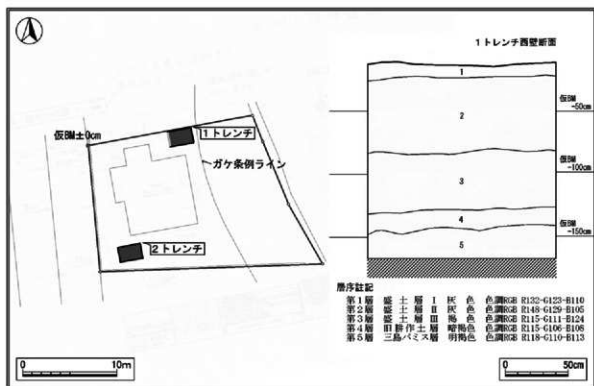 仮BM±0cm
1トレンチ
ガケ条例ライン
2トレンチ
0 10m
1トレンチ西壁断面
1
2
3
4
5
仮BM
-50cm
仮BM
-100cm
仮BM
-150cm
層序註記
第1層 盛土層 Ⅰ 灰色 色調RGB R132-G123-B110
第2層 盛土層 Ⅱ 灰色 色調RGB R148-G129-B105
第3層 盛土層 Ⅲ 褐色 色調RGB R115-G111-B124
第4層 旧耕作土層 暗褐色 色調RGB R115-G106-B108
第5層 三島パミス層 明褐色 色調RGB R118-G110-B113
0 50cm